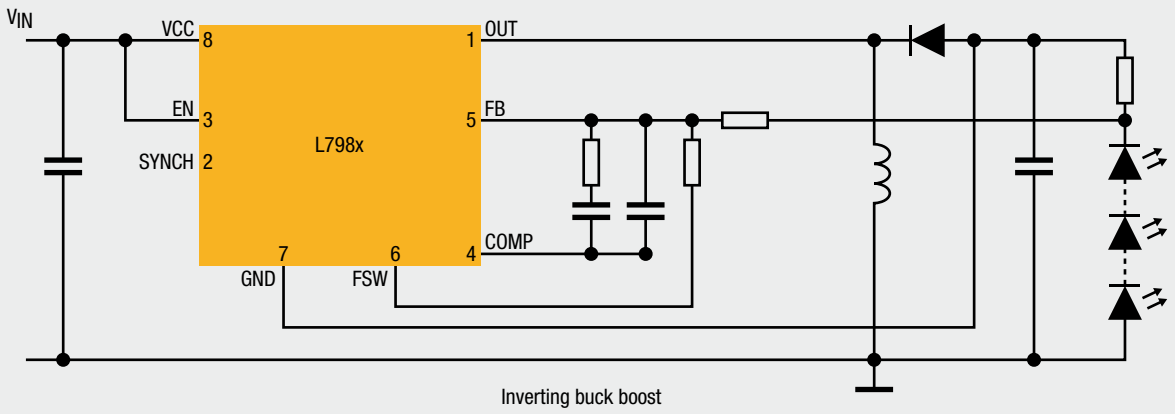 VIN
VCC 8
1 OUT
EN 3
5 FB
L798x
SYNCH 2
7
6
4 COMP
GND
FSW
Inverting buck boost